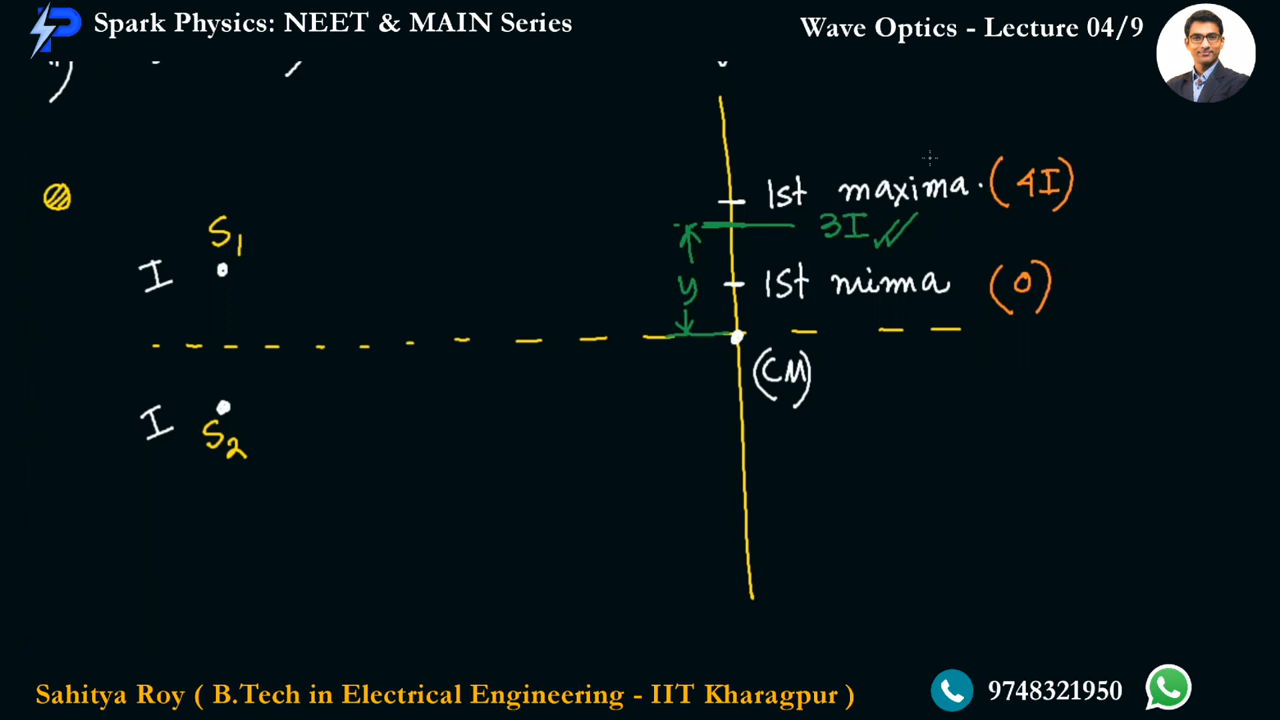 Spark Physics: NEET & MAIN Series
Wave Optics - Lecture 04/9
1st maxima. (4I)
3I
S1
I
y
1st minma (0)
(CM)
I
S2
Sahitya Roy ( B.Tech in Electrical Engineering - IIT Kharagpur )
9748321950